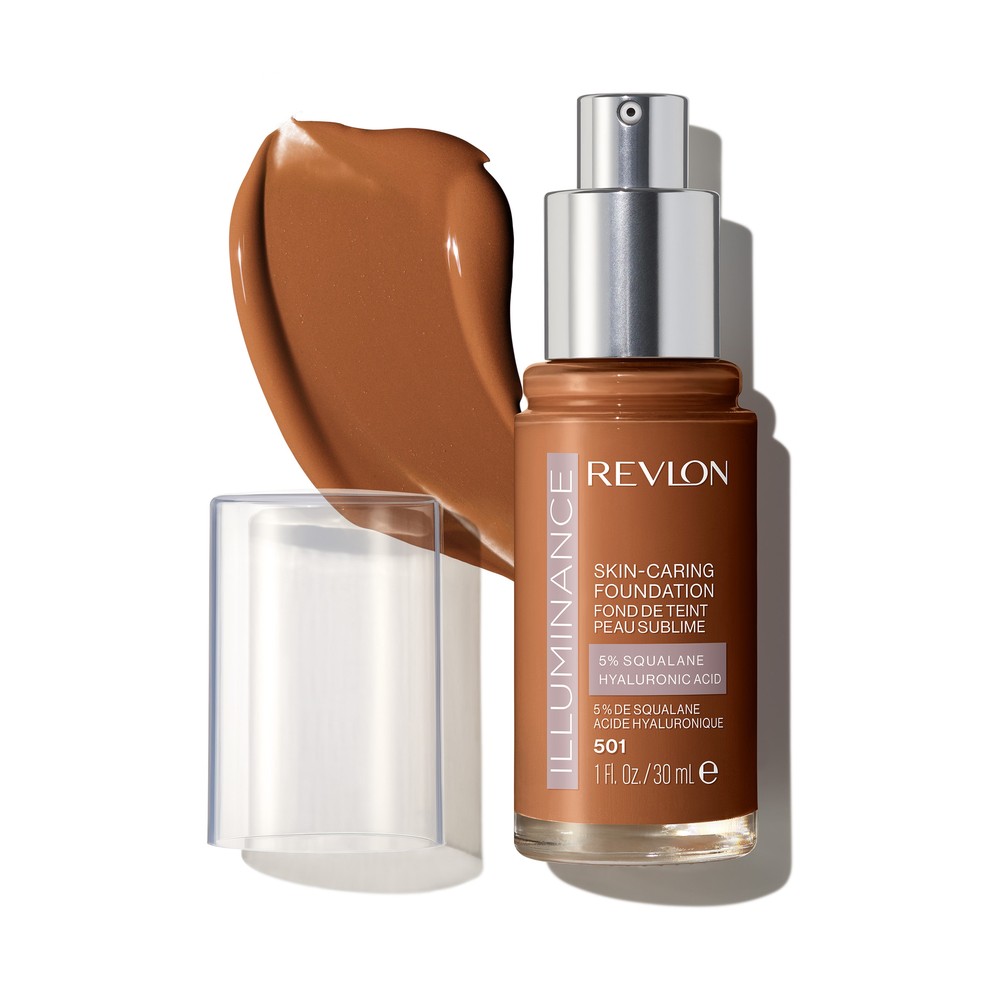 REVLON
ILLUMINANCE
SKIN-CARING
FOUNDATION
FOND DE TEINT
PEAU SUBLIME
5% SQUALANE
HYALURONIC ACID
5% DE SQUALANE
ACIDE HYALURONIQUE
501
1 Fl. Oz./30 mL ℮